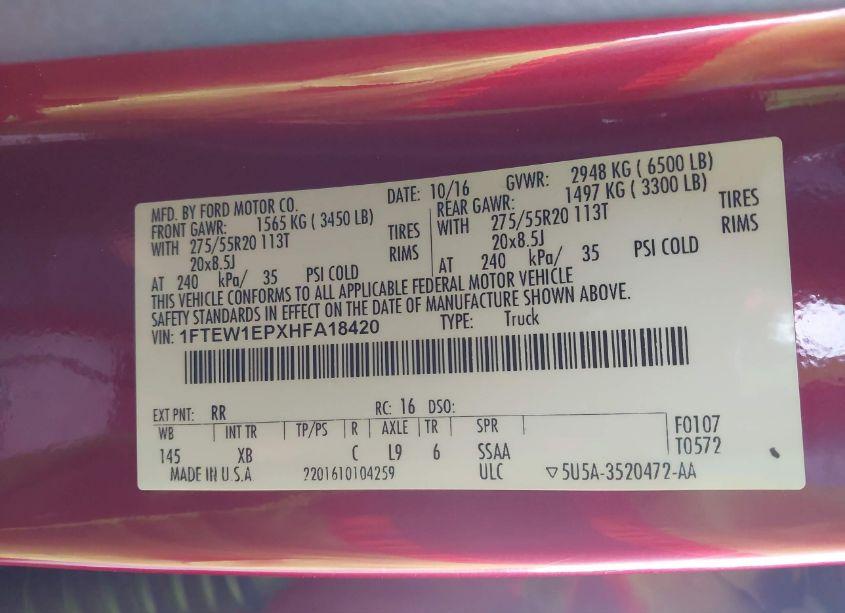 MFD. BY FORD MOTOR CO. DATE: 10/16 GVWR: 2948 KG ( 6500 LB)
FRONT GAWR: 1565 KG ( 3450 LB) REAR GAWR: 1497 KG ( 3300 LB)
WITH 275/55R20 113T TIRES WITH 275/55R20 113T TIRES
20x8.5J RIMS 20x8.5J RIMS
AT 240 kPa/ 35 PSI COLD AT 240 kPa/ 35 PSI COLD
THIS VEHICLE CONFORMS TO ALL APPLICABLE FEDERAL MOTOR VEHICLE
SAFETY STANDARDS IN EFFECT ON THE DATE OF MANUFACTURE SHOWN ABOVE.
VIN: 1FTEW1EPXHFA18420 TYPE: Truck
EXT PNT: RR RC: 16 DSO:
WB INT TR TP/PS R AXLE TR SPR F0107
145 XB C L9 6 SSAA T0572
MADE IN U.S.A 2201610104259 ULC ▽5U5A-3520472-AA